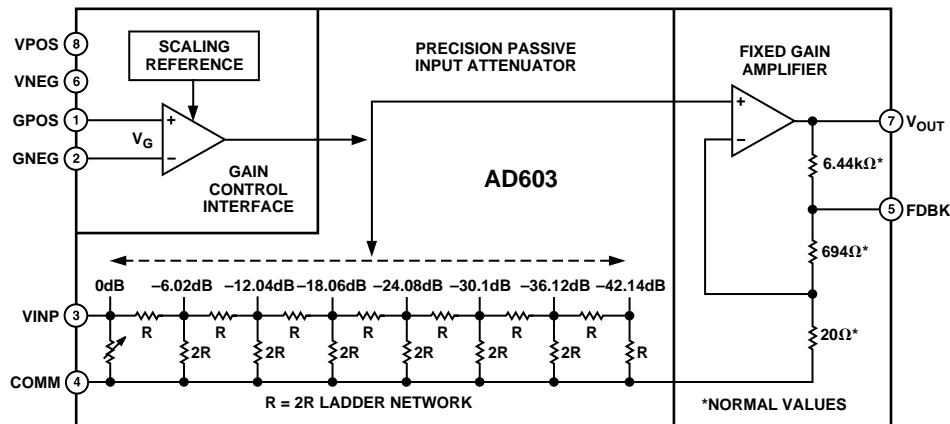 VPOS 8
VNEG 6
GPOS 1
GNEG 2
SCALING
REFERENCE
+
VG
−
GAIN
CONTROL
INTERFACE
PRECISION PASSIVE
INPUT ATTENUATOR
AD603
FIXED GAIN
AMPLIFIER
+
−
7 VOUT
6.44kΩ*
5 FDBK
694Ω*
20Ω*
*NORMAL VALUES
0dB −6.02dB −12.04dB −18.06dB −24.08dB −30.1dB −36.12dB −42.14dB
VINP 3
R R R R R R R
2R 2R 2R 2R 2R 2R R
COMM 4
R = 2R LADDER NETWORK